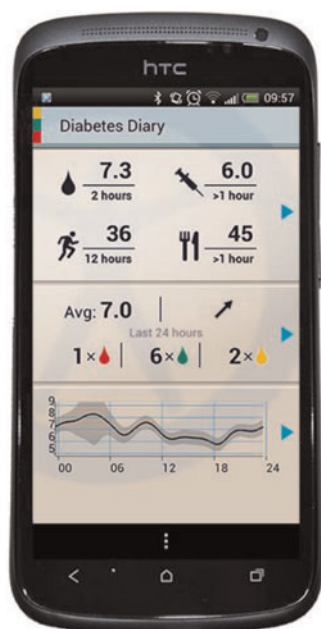 htc
09:57
Diabetes Diary
7.3 6.0
2 hours >1 hour
36 45
12 hours >1 hour
Avg: 7.0
Last 24 hours
1× 6× 2×
9
8
7
6
5
00 06 12 18 24